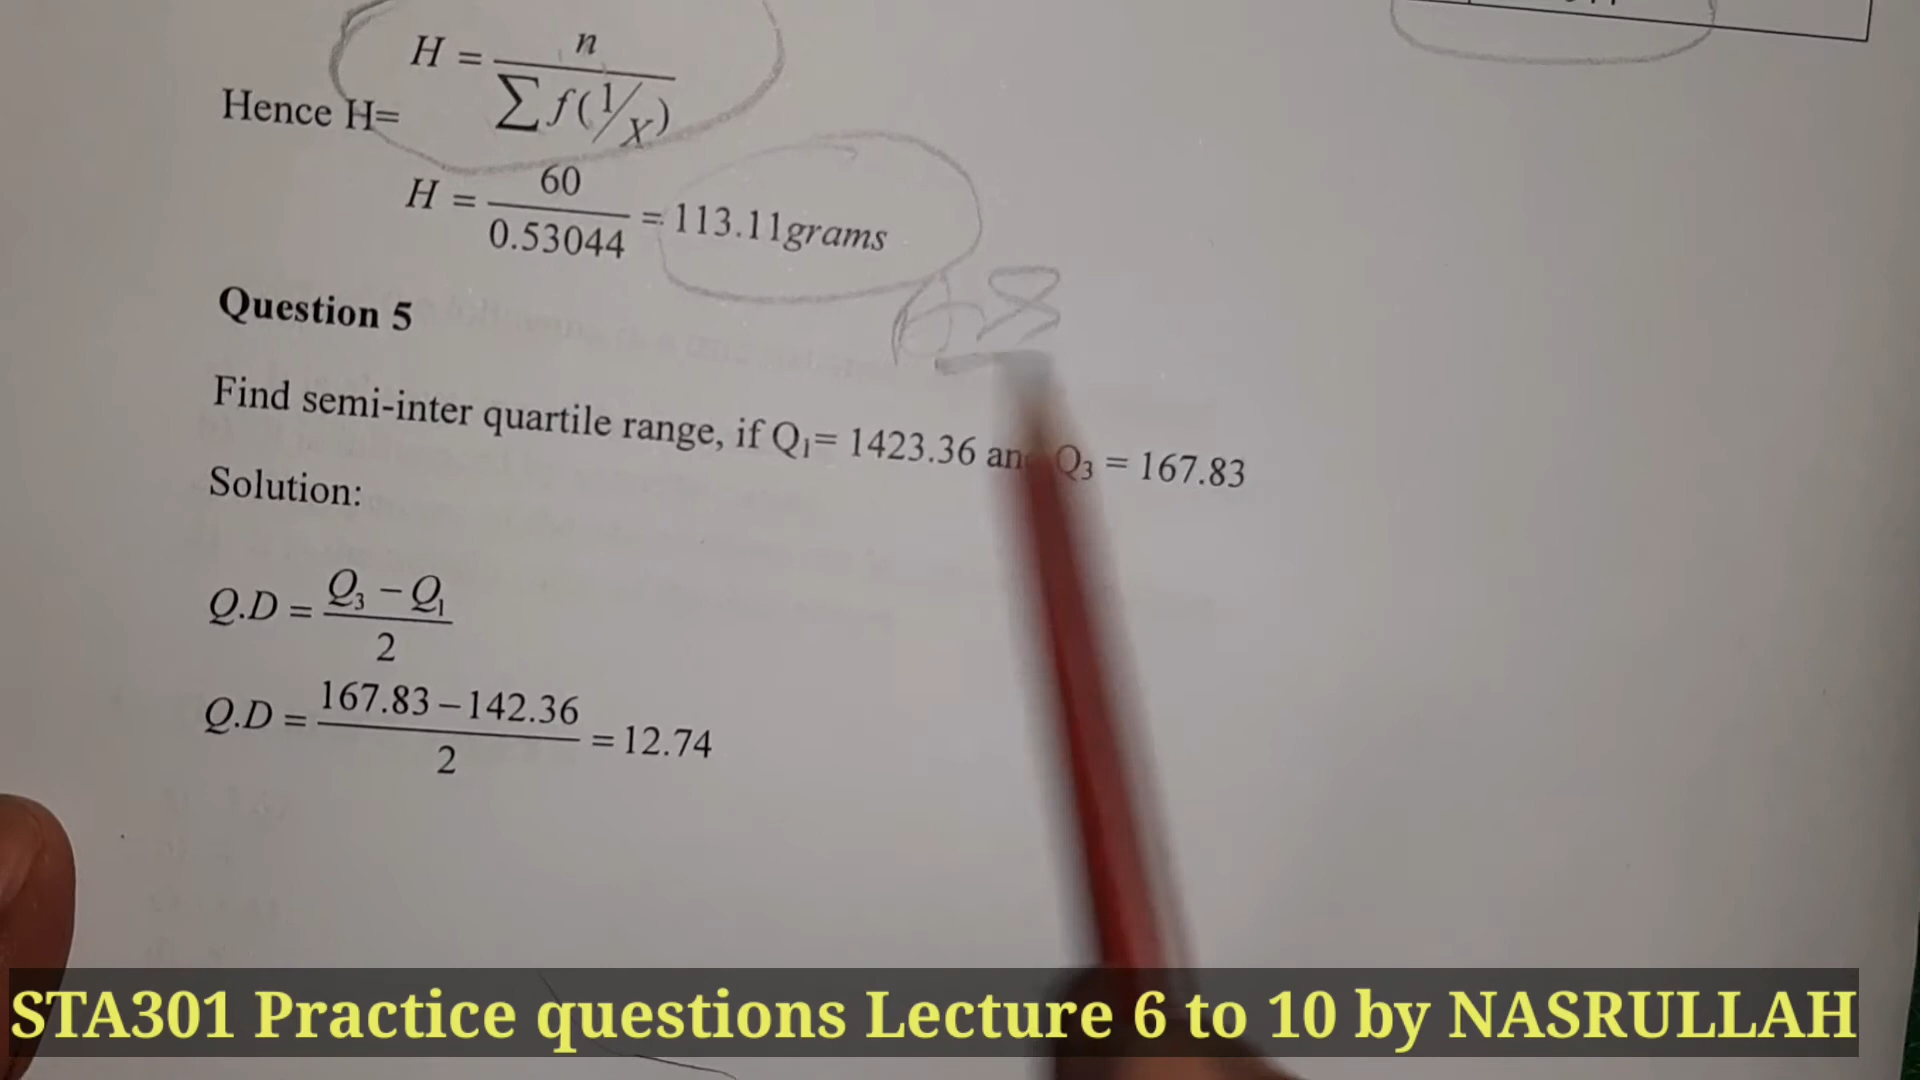 H = n / ∑ f(1/X)
Hence H=
H = 60 / 0.53044 = 113.11grams
Question 5
Find semi-inter quartile range, if Q₁= 1423.36 an Q₃ = 167.83
Solution:
Q.D = Q₃ − Q₁ / 2
Q.D = 167.83 − 142.36 / 2 = 12.74
STA301 Practice questions Lecture 6 to 10 by NASRULLAH